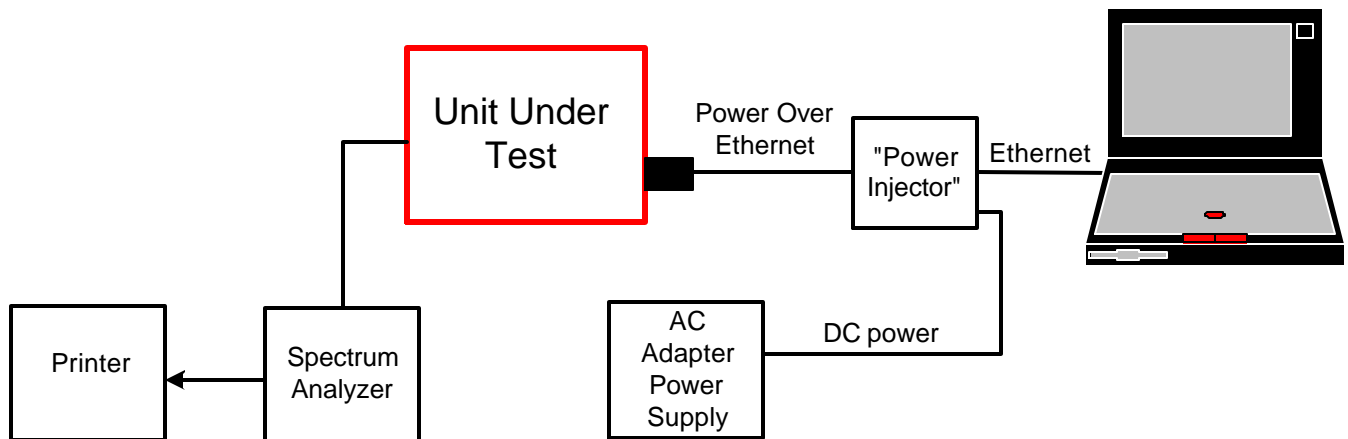 Unit Under
Test
Power Over
Ethernet
"Power
Injector"
Ethernet
Printer
Spectrum
Analyzer
AC
Adapter
Power
Supply
DC power